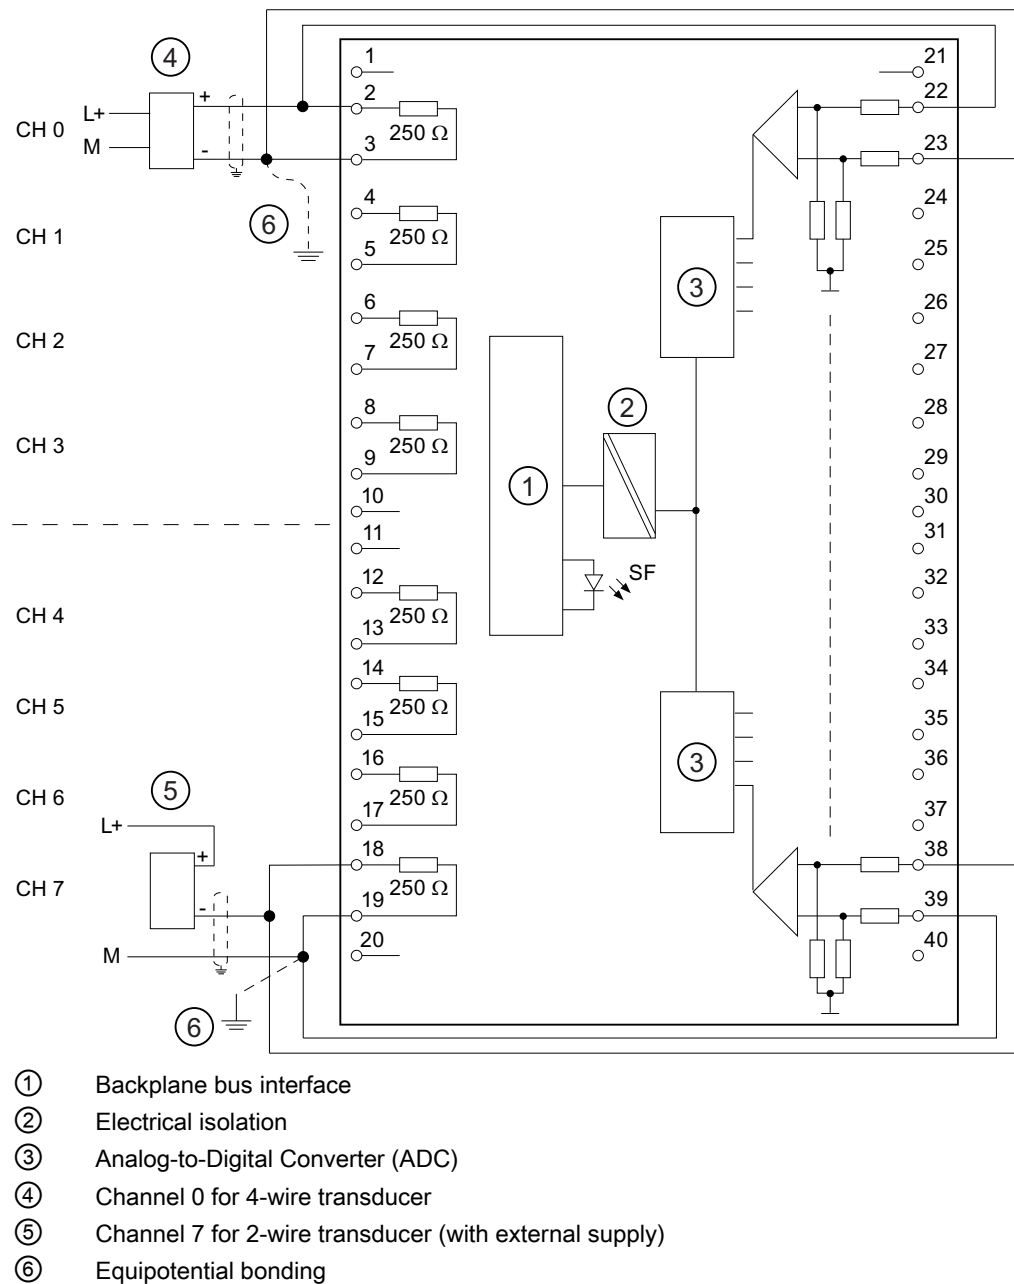 4
1
21
+
2
22
L+
CH 0
250 Ω
M
-
3
23
4
24
6
CH 1
250 Ω
5
25
3
6
26
CH 2
250 Ω
7
27
2
8
28
CH 3
250 Ω
9
29
1
10
30
11
31
SF
12
32
CH 4
250 Ω
13
33
14
34
CH 5
250 Ω
15
35
16
36
3
5
CH 6
250 Ω
17
37
L+
18
38
+
CH 7
250 Ω
-
19
39
20
40
M
6
1 Backplane bus interface
2 Electrical isolation
3 Analog-to-Digital Converter (ADC)
4 Channel 0 for 4-wire transducer
5 Channel 7 for 2-wire transducer (with external supply)
6 Equipotential bonding